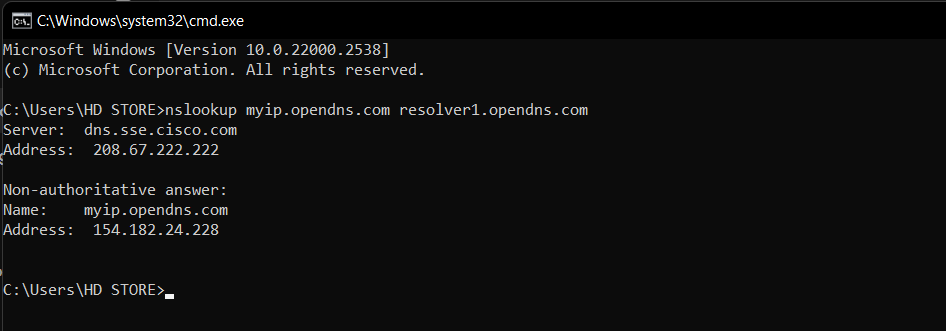 C:\Windows\system32\cmd.exe
Microsoft Windows [Version 10.0.22000.2538]
(c) Microsoft Corporation. All rights reserved.
C:\Users\HD STORE>nslookup myip.opendns.com resolver1.opendns.com
Server:  dns.sse.cisco.com
Address:  208.67.222.222
Non-authoritative answer:
Name:    myip.opendns.com
Address:  154.182.24.228
C:\Users\HD STORE>